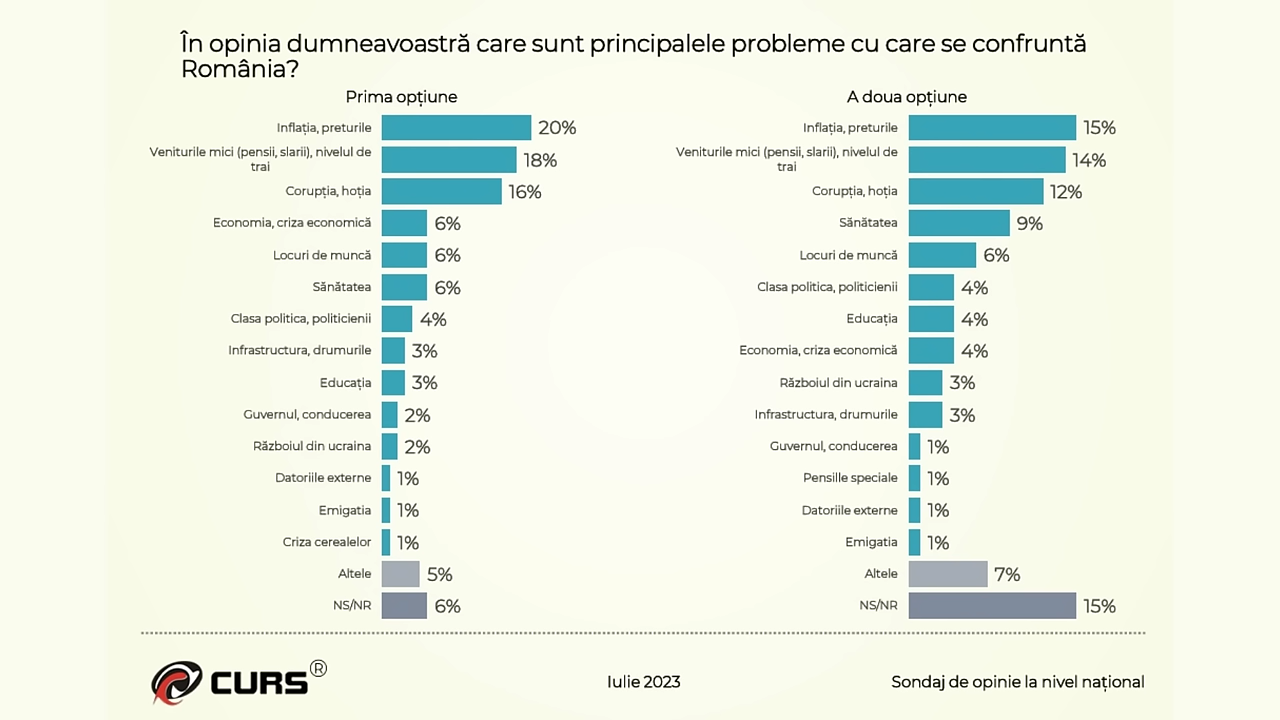 În opinia dumneavoastră care sunt principalele probleme cu care se confruntă
România?
Prima opțiune
Inflația, preturile 20%
Veniturile mici (pensii, slarii), nivelul de
trai 18%
Corupția, hoția 16%
Economia, criza economică 6%
Locuri de muncă 6%
Sănătatea 6%
Clasa politica, politicienii 4%
Infrastructura, drumurile 3%
Educația 3%
Guvernul, conducerea 2%
Războiul din ucraina 2%
Datoriile externe 1%
Emigratia 1%
Criza cerealelor 1%
Altele 5%
NS/NR 6%
A doua opțiune
Inflația, preturile 15%
Veniturile mici (pensii, slarii), nivelul de
trai 14%
Corupția, hoția 12%
Sănătatea 9%
Locuri de muncă 6%
Clasa politica, politicienii 4%
Educația 4%
Economia, criza economică 4%
Războiul din ucraina 3%
Infrastructura, drumurile 3%
Guvernul, conducerea 1%
Pensille speciale 1%
Datoriile externe 1%
Emigatia 1%
Altele 7%
NS/NR 15%
CURS®
Iulie 2023
Sondaj de opinie la nivel național